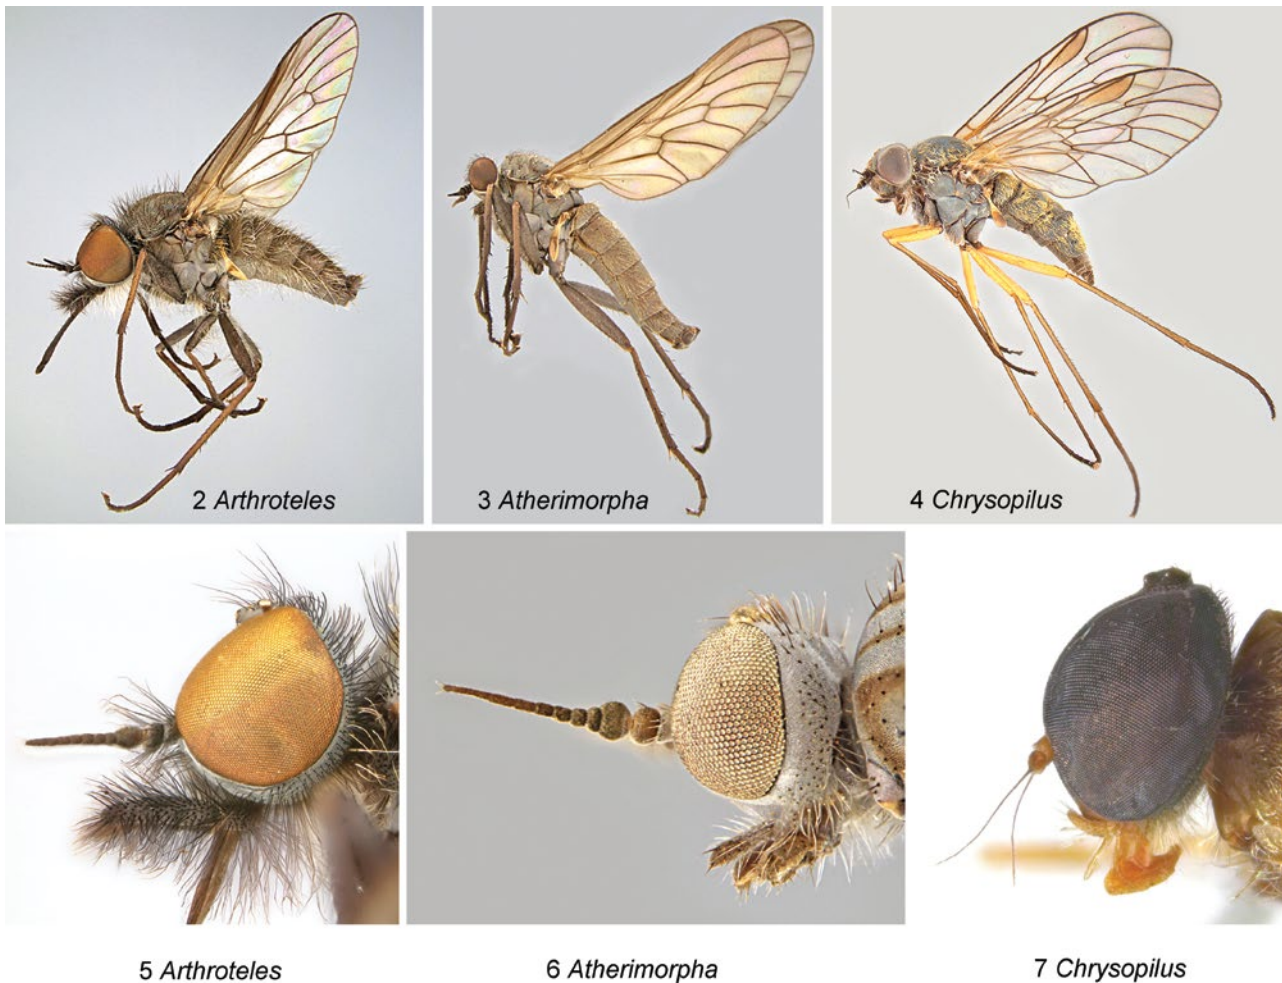 2 Arthroteles
3 Atherimorpha
4 Chrysopilus
5 Arthroteles
6 Atherimorpha
7 Chrysopilus